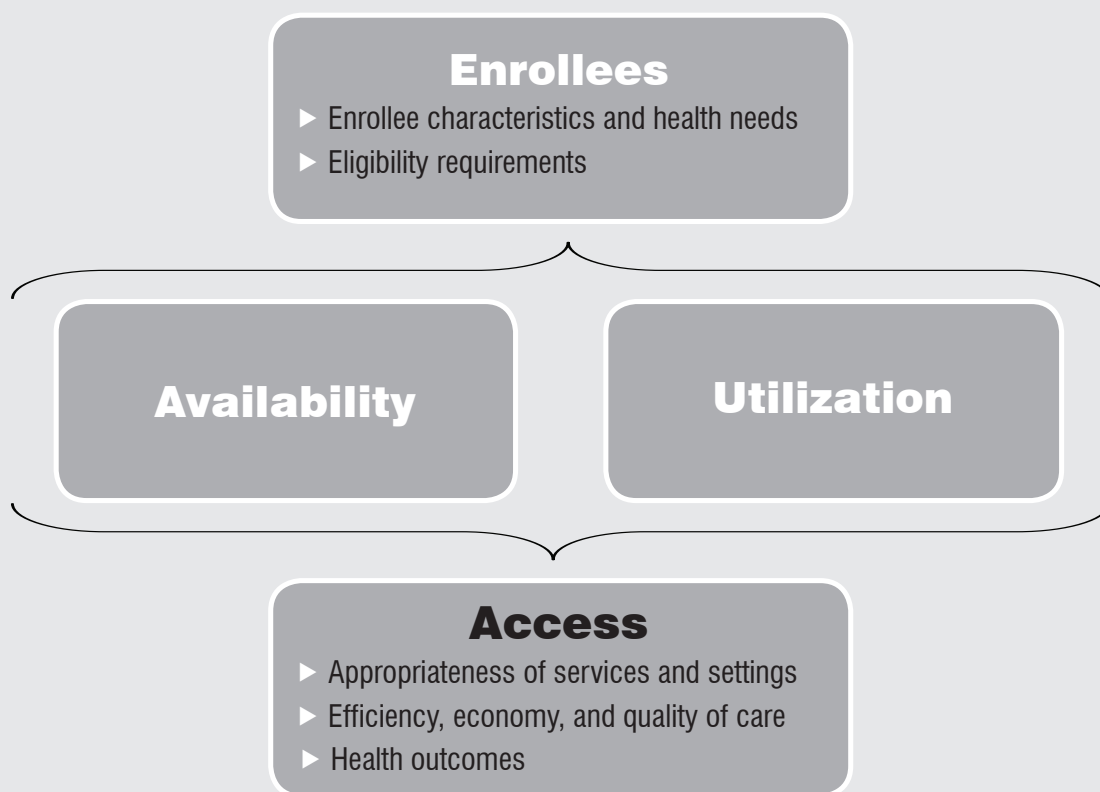 Enrollees
▶ Enrollee characteristics and health needs
▶ Eligibility requirements
Availability
Utilization
Access
▶ Appropriateness of services and settings
▶ Efficiency, economy, and quality of care
▶ Health outcomes